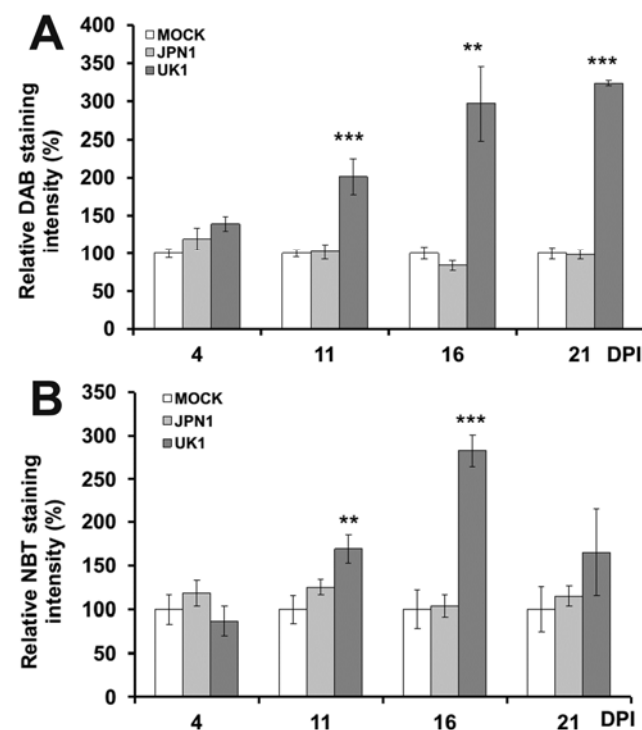 A
Relative DAB staining
intensity (%)
400
350
300
250
200
150
100
50
0
MOCK
JPN1
UK1
***
**
***
4 11 16 21 DPI
B
Relative NBT staining
intensity (%)
350
300
250
200
150
100
50
0
MOCK
JPN1
UK1
**
***
4 11 16 21 DPI